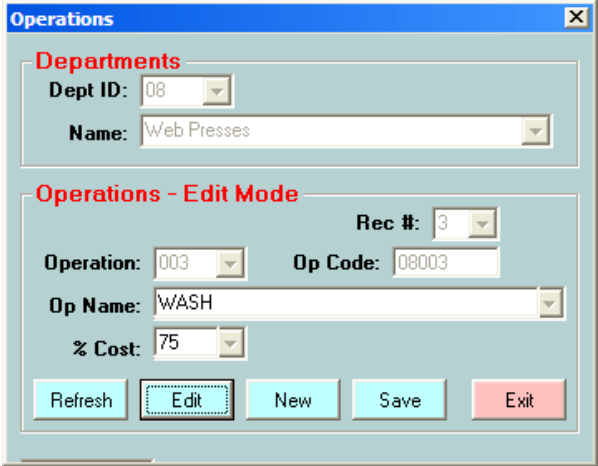 Operations
Departments
Dept ID: 08
Name: Web Presses
Operations - Edit Mode
Rec #: 3
Operation: 003 Op Code: 08003
Op Name: WASH
% Cost: 75
Refresh Edit New Save Exit